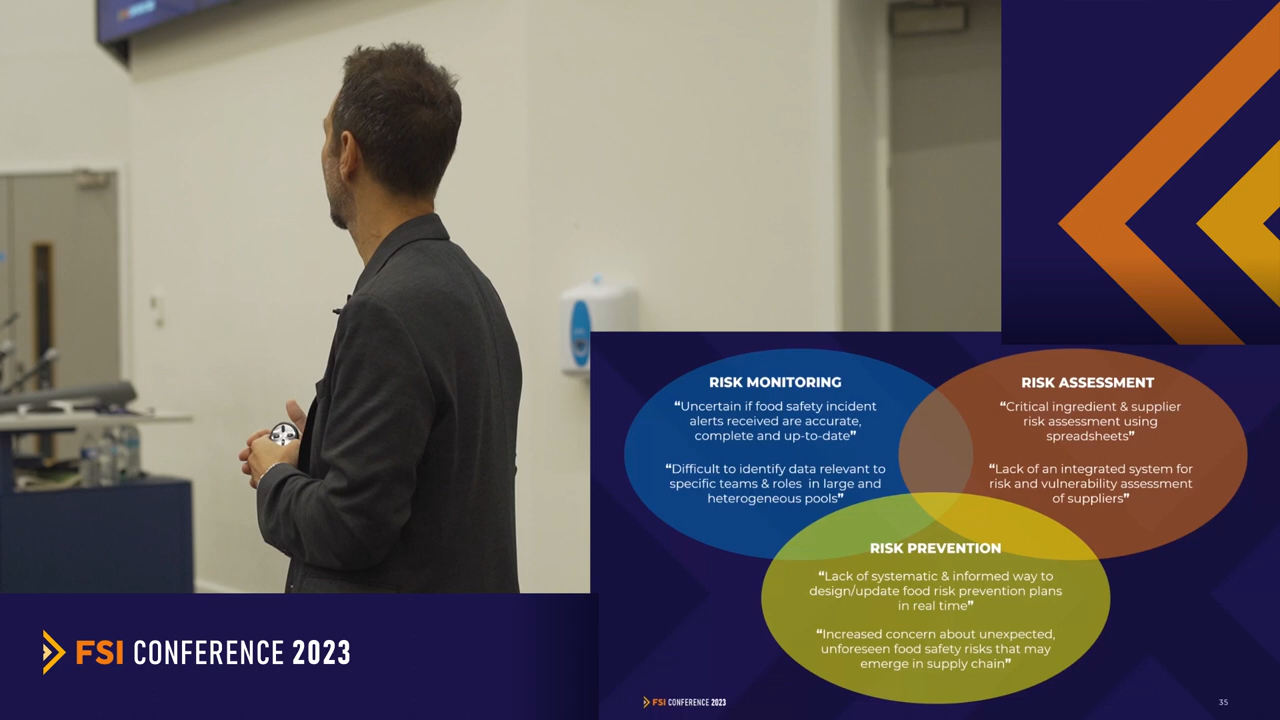 RISK MONITORING
“Uncertain if food safety incident
alerts received are accurate,
complete and up-to-date”
“Difficult to identify data relevant to
specific teams & roles in large and
heterogeneous pools”
RISK ASSESSMENT
“Critical ingredient & supplier
risk assessment using
spreadsheets”
“Lack of an integrated system for
risk and vulnerability assessment
of suppliers”
RISK PREVENTION
“Lack of systematic & informed way to
design/update food risk prevention plans
in real time”
“Increased concern about unexpected,
unforeseen food safety risks that may
emerge in supply chain”
FSI CONFERENCE 2023
FSI CONFERENCE 2023
35